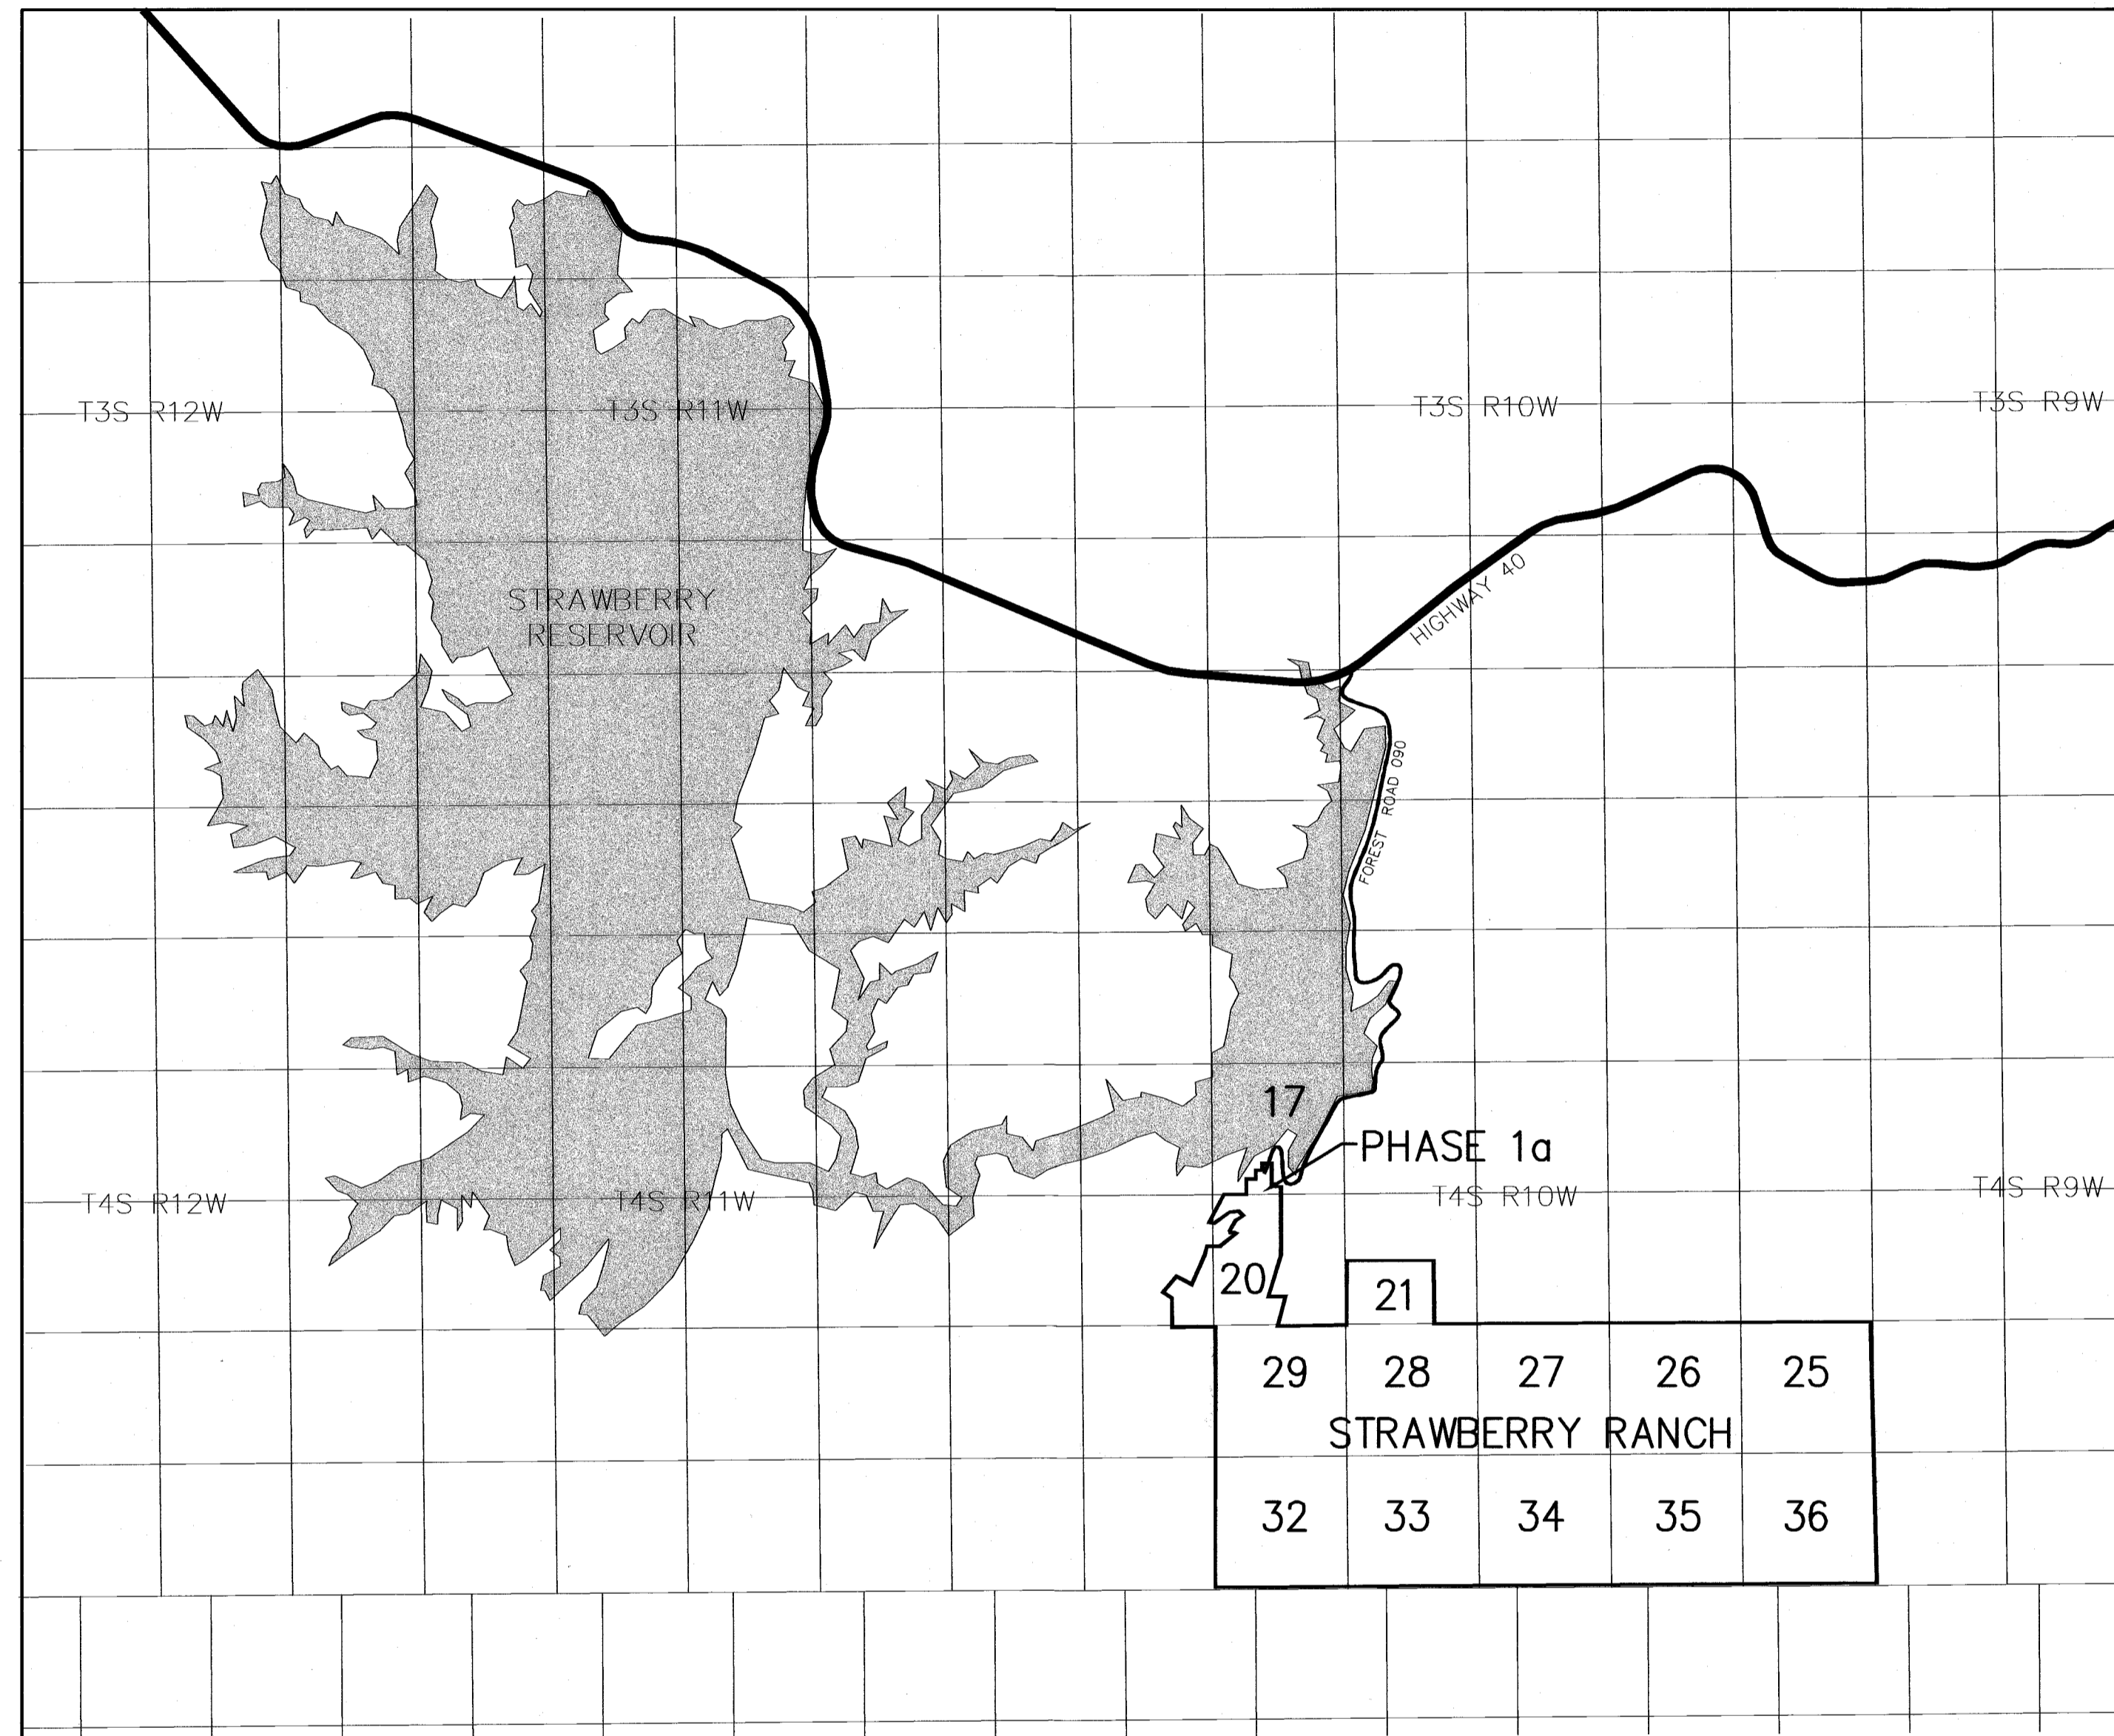 T3S R12W
T3S R11W
T3S R10W
T3S R9W
STRAWBERRY
RESERVOIR
HIGHWAY 40
FOREST ROAD 090
17
PHASE 1a
T4S R12W
T4S R11W
T4S R10W
T4S R9W
20
21
29 28 27 26 25
STRAWBERRY RANCH
32 33 34 35 36